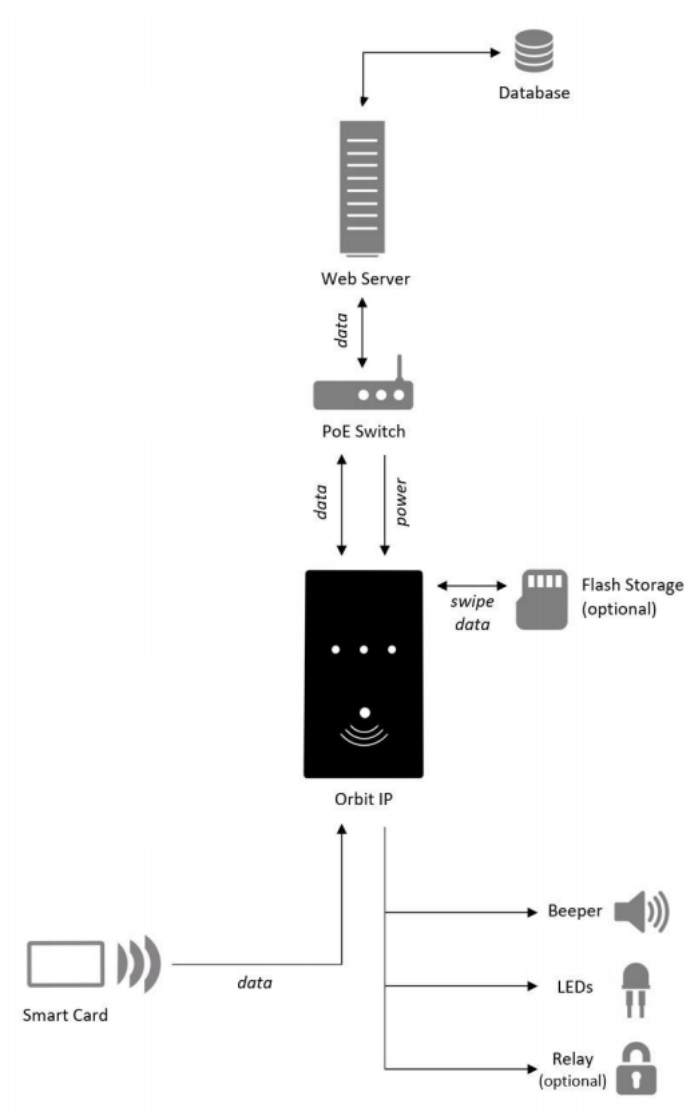 Database
Web Server
data
PoE Switch
data
power
Flash Storage
(optional)
swipe
data
Orbit IP
Beeper
Smart Card
data
LEDs
Relay
(optional)